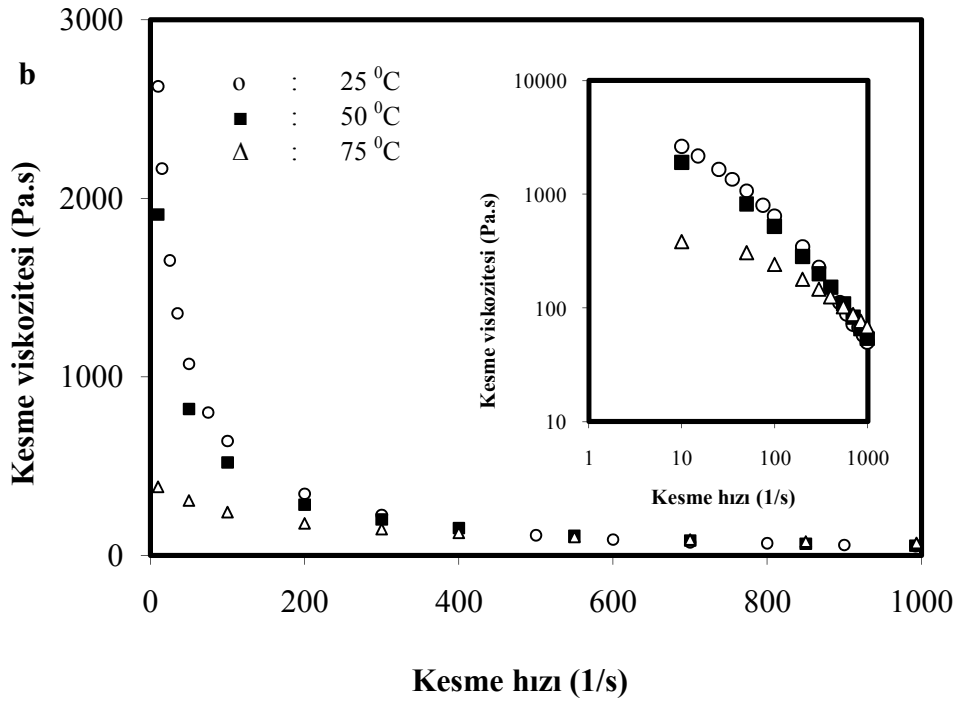 3000
b
o : 25 ⁰C
■ : 50 ⁰C
Δ : 75 ⁰C
2000
1000
0
Kesme viskozitesi (Pa.s)
0 200 400 600 800 1000
Kesme hızı (1/s)
10000
1000
100
10
Kesme viskozitesi (Pa.s)
1 10 100 1000
Kesme hızı (1/s)